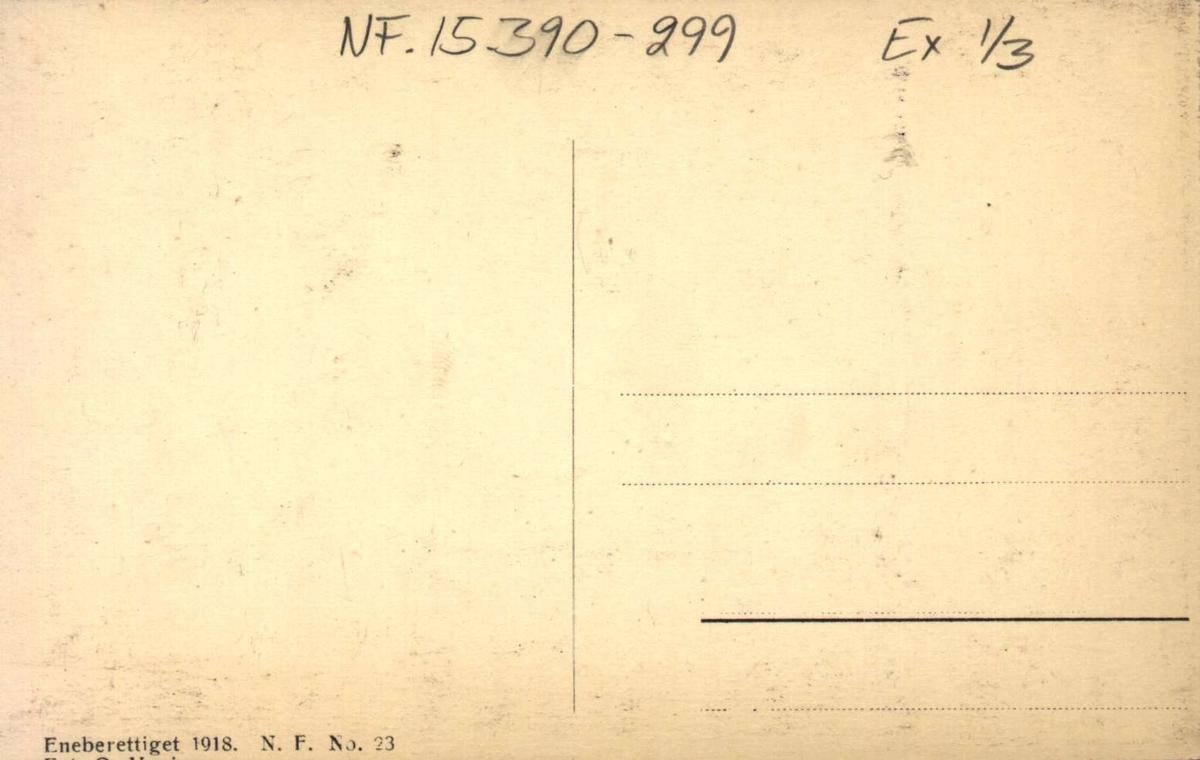 NF. 15390-299 Ex 1/3
Eneberettiget 1918. N. F. No. 23